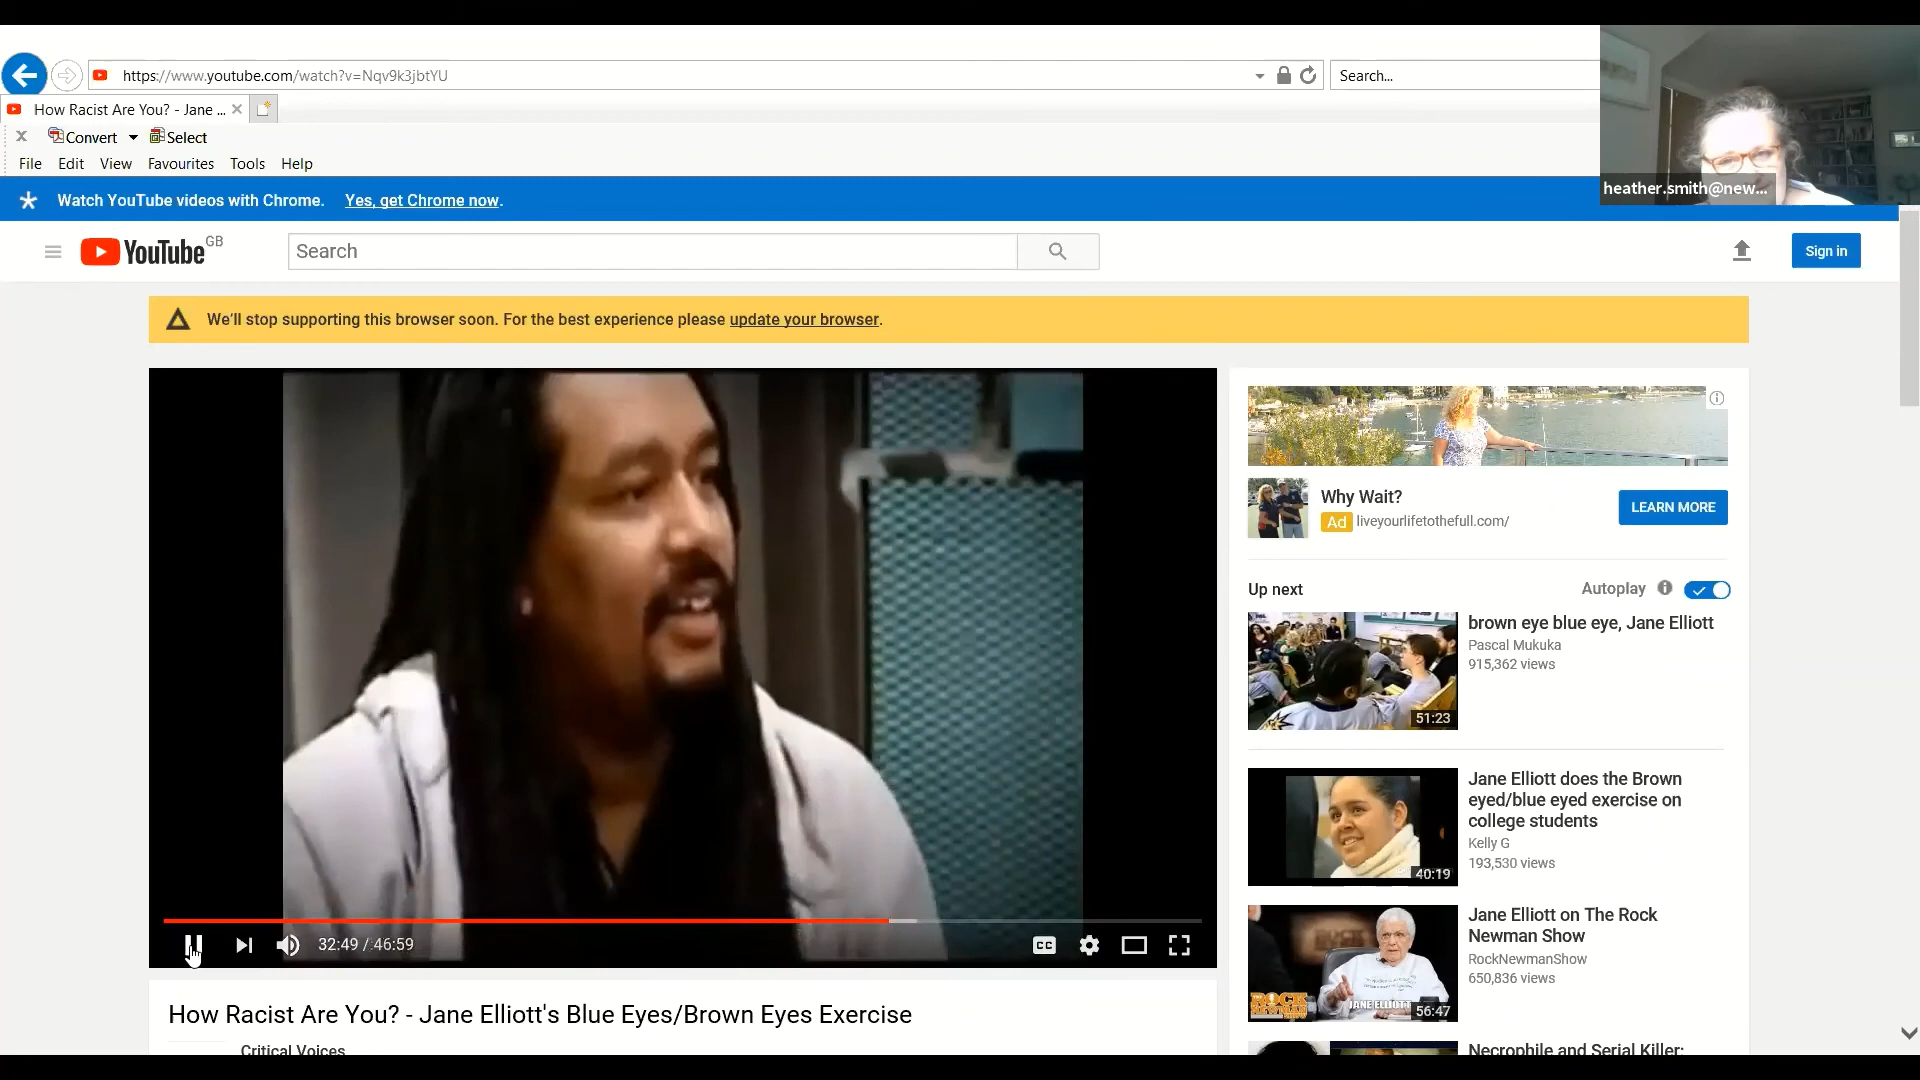 https://www.youtube.com/watch?v=Nqv9k3jbtYU
Search...
How Racist Are You? - Jane ...
Convert
Select
File Edit View Favourites Tools Help
heather.smith@new...
Watch YouTube videos with Chrome. Yes, get Chrome now.
YouTube GB
Search
Sign in
We'll stop supporting this browser soon. For the best experience please update your browser.
Why Wait?
Ad liveyourlifetothefull.com/
LEARN MORE
Up next
Autoplay
brown eye blue eye, Jane Elliott
Pascal Mukuka
915,362 views
51:23
Jane Elliott does the Brown
eyed/blue eyed exercise on
college students
Kelly G
193,530 views
40:19
Jane Elliott on The Rock
Newman Show
RockNewmanShow
650,836 views
ROCK
NEWMAN
SHOW
JANE ELLIOTT
56:47
Necrophile and Serial Killer:
32:49 / 46:59
CC
How Racist Are You? - Jane Elliott's Blue Eyes/Brown Eyes Exercise
Critical Voices